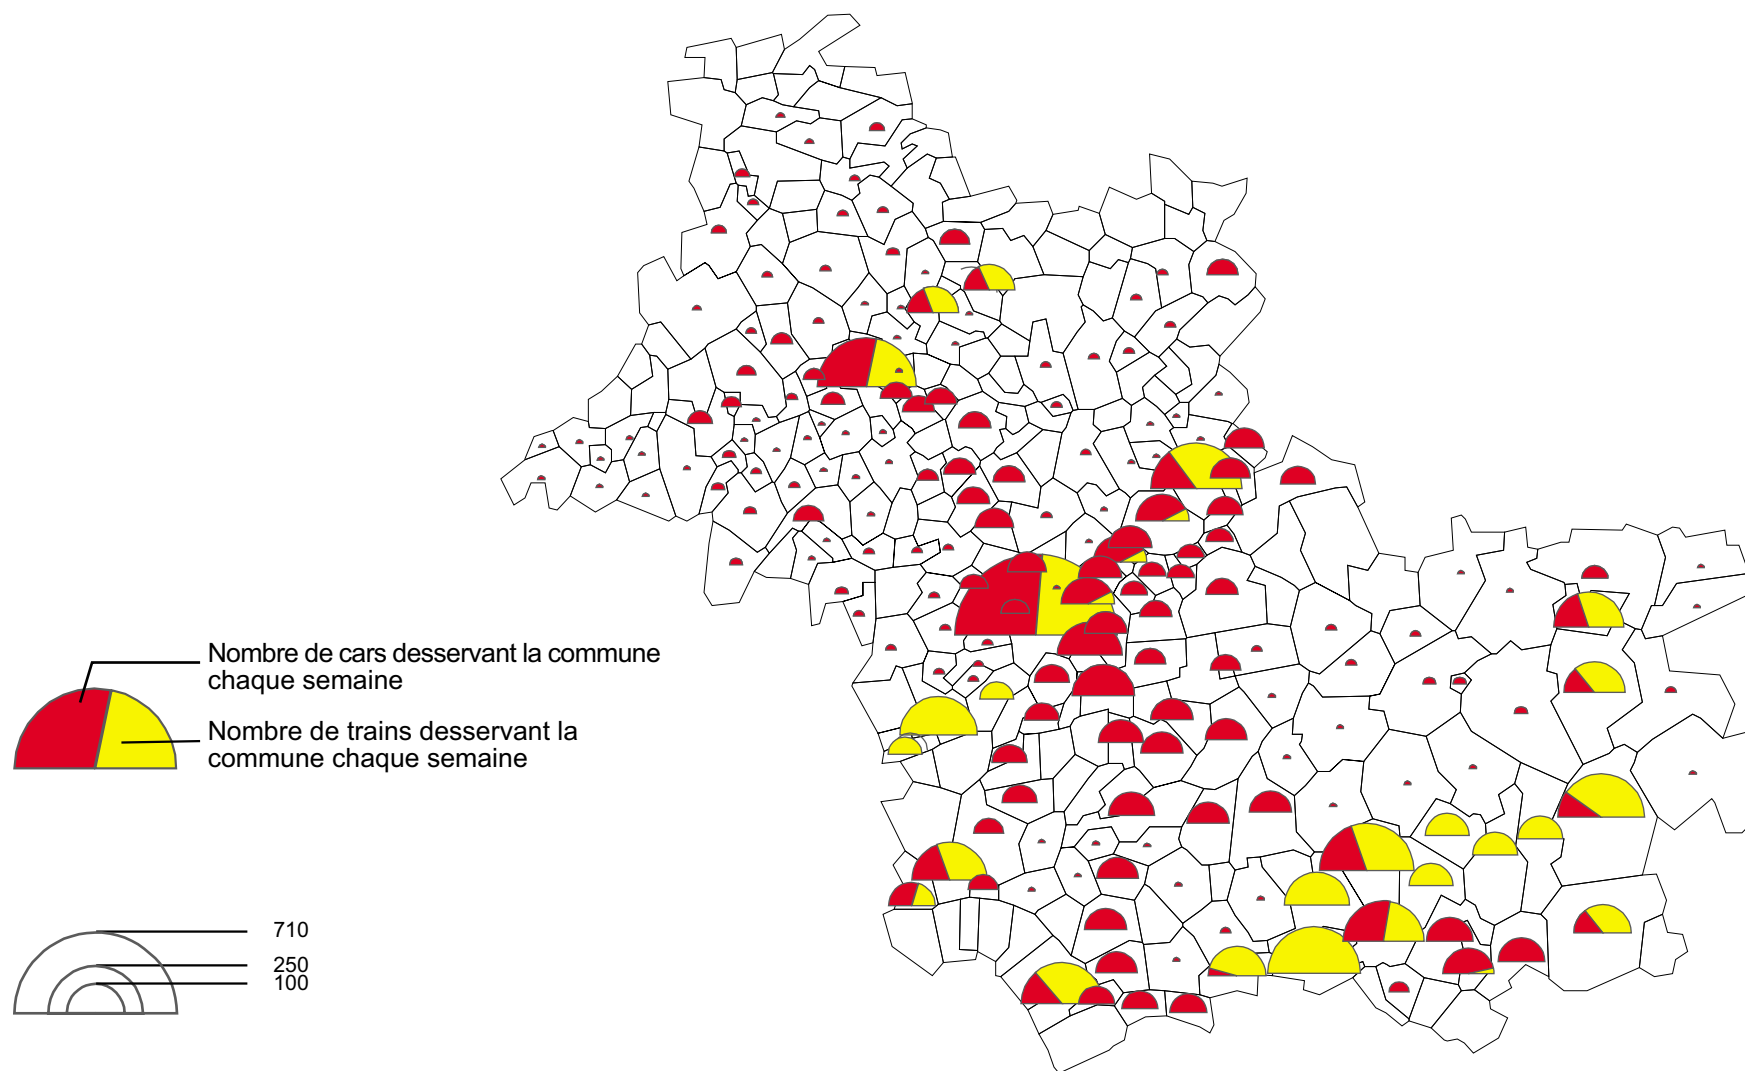 Nombre de cars desservant la commune
chaque semaine
Nombre de trains desservant la
commune chaque semaine
710
250
100